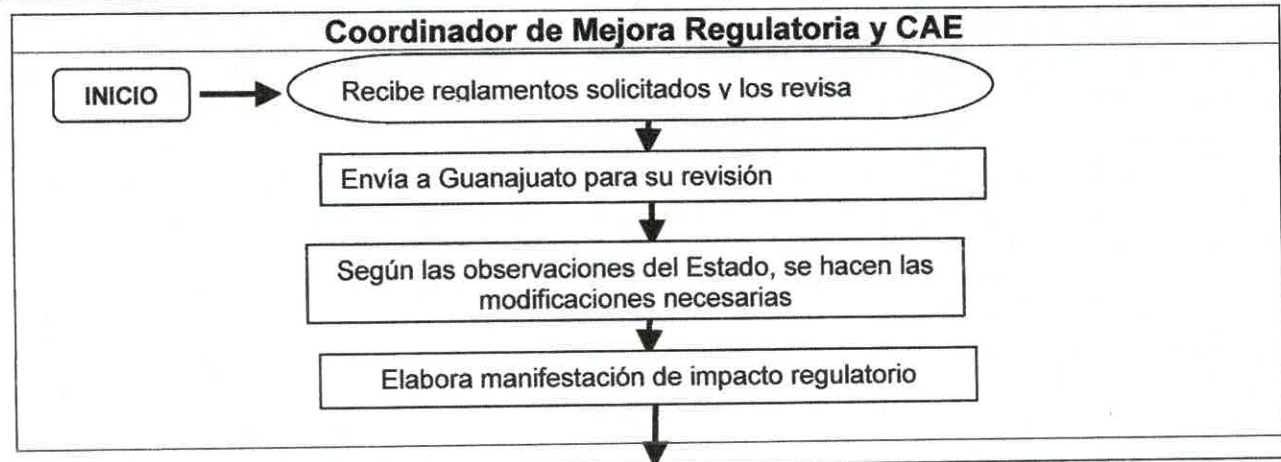 Coordinador de Mejora Regulatoria y CAE
INICIO
Recibe reglamentos solicitados y los revisa
Envía a Guanajuato para su revisión
Según las observaciones del Estado, se hacen las
modificaciones necesarias
Elabora manifestación de impacto regulatorio